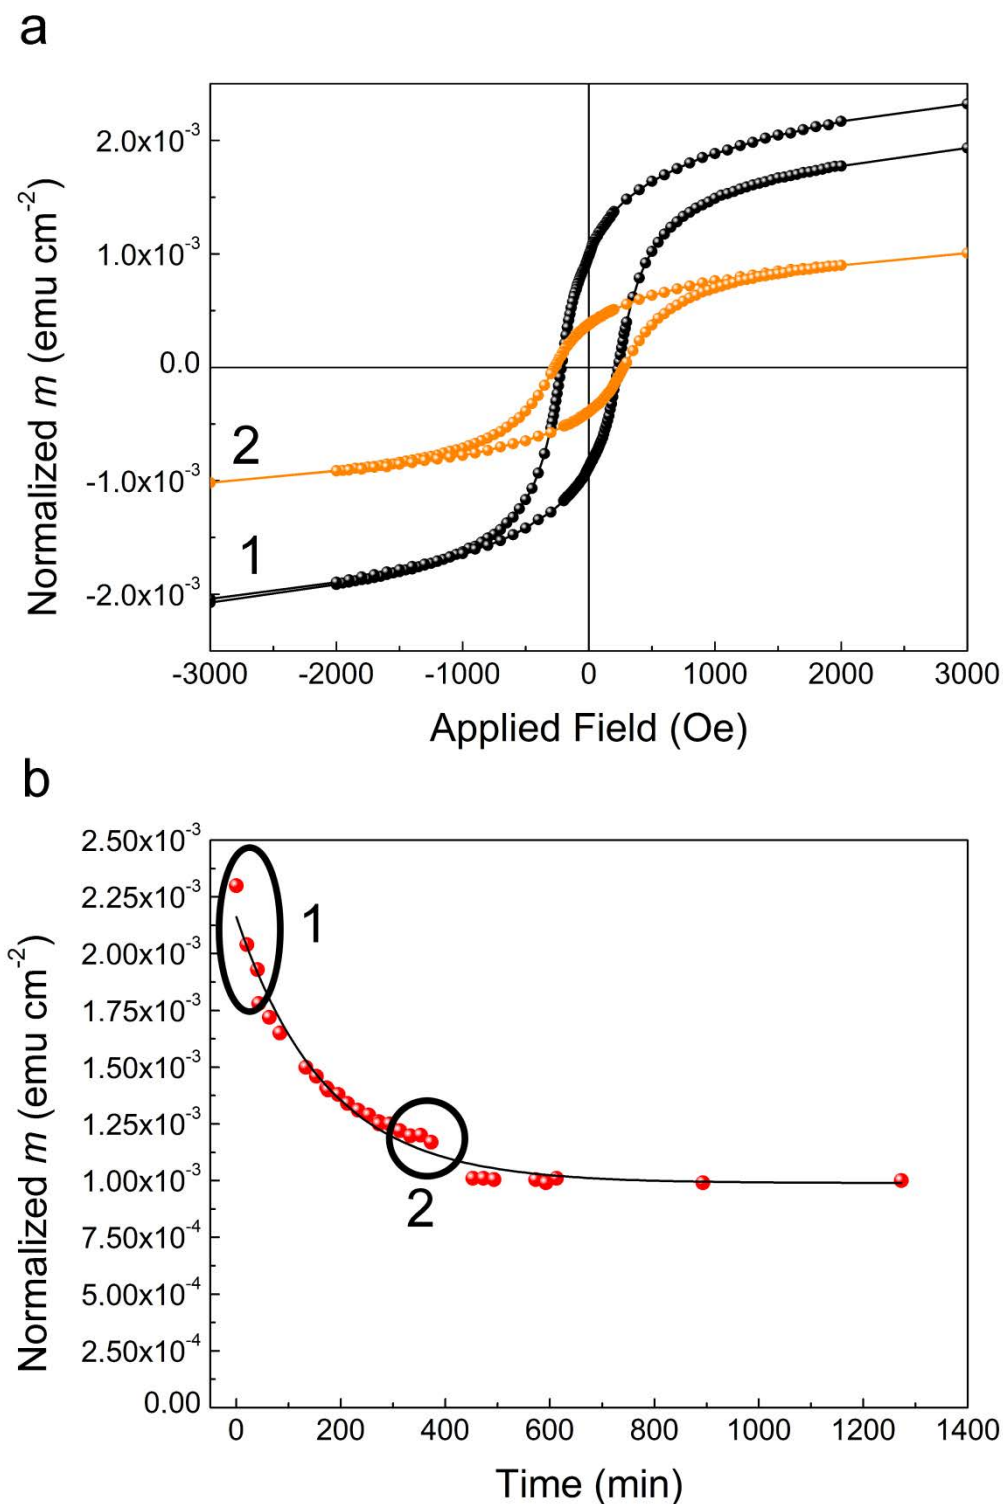 a
Normalized m (emu cm⁻²)
2.0x10⁻³
1.0x10⁻³
0.0
-1.0x10⁻³
-2.0x10⁻³
2
1
-3000 -2000 -1000 0 1000 2000 3000
Applied Field (Oe)
b
Normalized m (emu cm⁻²)
2.50x10⁻³
2.25x10⁻³
2.00x10⁻³
1.75x10⁻³
1.50x10⁻³
1.25x10⁻³
1.00x10⁻³
7.50x10⁻⁴
5.00x10⁻⁴
2.50x10⁻⁴
0.00
1
2
0 200 400 600 800 1000 1200 1400
Time (min)